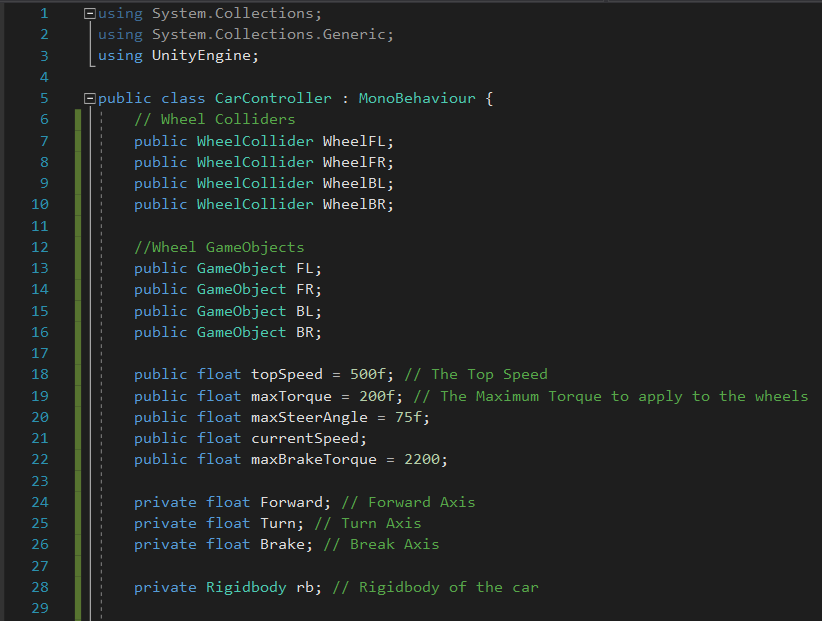 1 using System.Collections;
2 using System.Collections.Generic;
3 using UnityEngine;
4
5 public class CarController : MonoBehaviour {
6 // Wheel Colliders
7 public WheelCollider WheelFL;
8 public WheelCollider WheelFR;
9 public WheelCollider WheelBL;
10 public WheelCollider WheelBR;
11
12 //Wheel GameObjects
13 public GameObject FL;
14 public GameObject FR;
15 public GameObject BL;
16 public GameObject BR;
17
18 public float topSpeed = 500f; // The Top Speed
19 public float maxTorque = 200f; // The Maximum Torque to apply to the wheels
20 public float maxSteerAngle = 75f;
21 public float currentSpeed;
22 public float maxBrakeTorque = 2200;
23
24 private float Forward; // Forward Axis
25 private float Turn; // Turn Axis
26 private float Brake; // Break Axis
27
28 private Rigidbody rb; // Rigidbody of the car
29